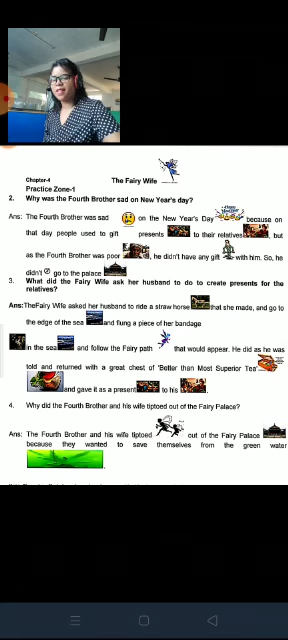 Chapter-4 The Fairy Wife
Practice Zone-1
2. Why was the Fourth Brother sad on New Year's day?
Ans: The Fourth Brother was sad on the New Year's Day because on
that day people used to gift presents to their relatives , but
as the Fourth Brother was poor , he didn't have any gift with him. So, he
didn't go to the palace
3. What did the Fairy Wife ask her husband to do to create presents for the
relatives?
Ans:TheFairy Wife asked her husband to ride a straw horse that she made, and go to
the edge of the sea and flung a piece of her bandage
in the sea and follow the Fairy path that would appear. He did as he was
told and returned with a great chest of 'Better than Most Superior Tea'
and gave it as a present to his .
4. Why did the Fourth Brother and his wife tiptoed out of the Fairy Palace?
Ans: The Fourth Brother and his wife tiptoed out of the Fairy Palace
because they wanted to save themselves from the green water
.